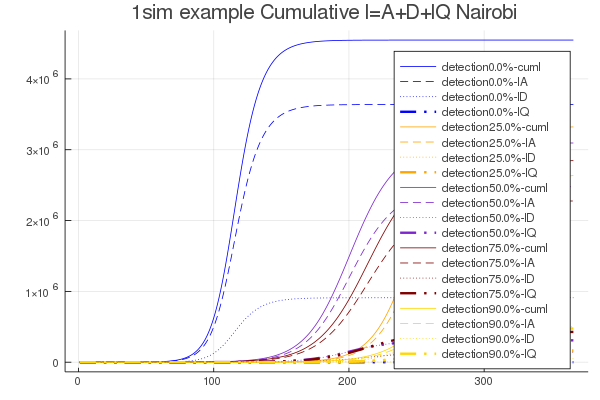 1sim example Cumulative I=A+D+IQ Nairobi
4×10 6
3×10 6
2×10 6
1×10 6
0
0
100
200
300
detection0.0%-cuml
detection0.0%-IA
detection0.0%-ID
detection0.0%-IQ
detection25.0%-cuml
detection25.0%-IA
detection25.0%-ID
detection25.0%-IQ
detection50.0%-cuml
detection50.0%-IA
detection50.0%-ID
detection50.0%-IQ
detection75.0%-cuml
detection75.0%-IA
detection75.0%-ID
detection75.0%-IQ
detection90.0%-cuml
detection90.0%-IA
detection90.0%-ID
detection90.0%-IQ